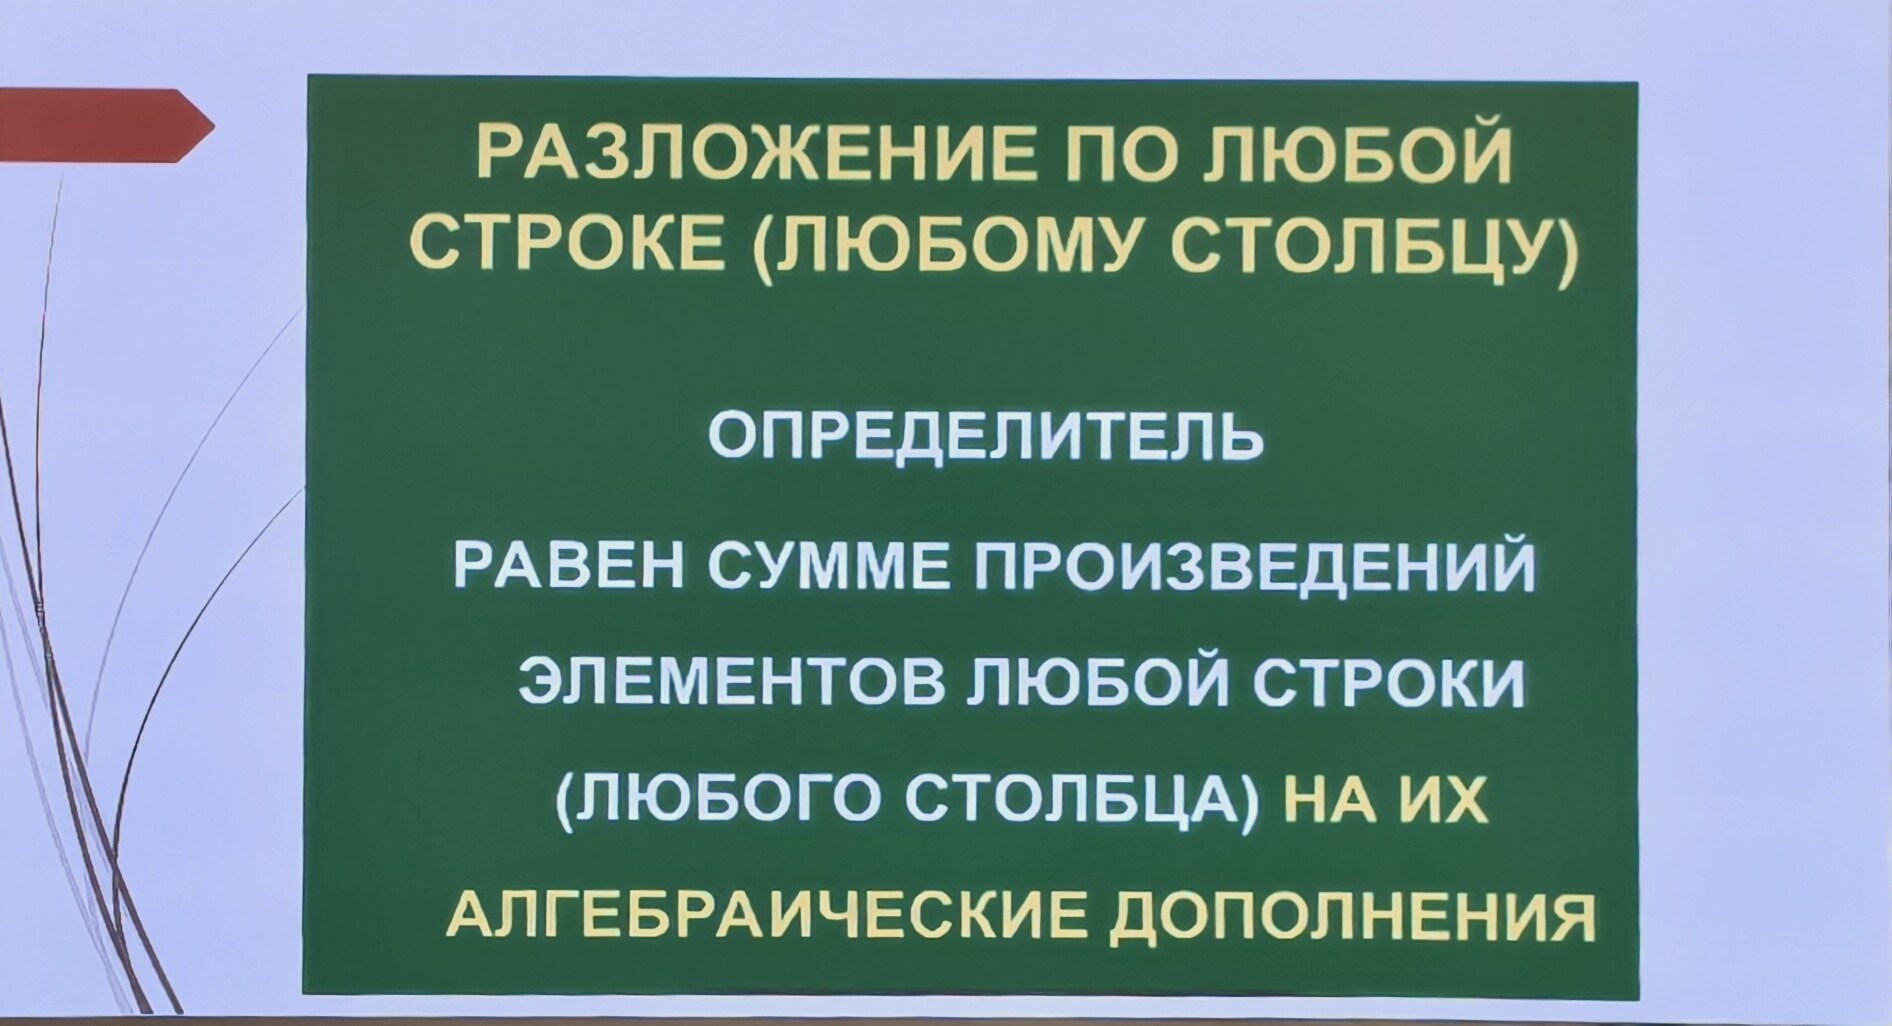 РАЗЛОЖЕНИЕ ПО ЛЮБОЙ
СТРОКЕ (ЛЮБОМУ СТОЛБЦУ)
ОПРЕДЕЛИТЕЛЬ
РАВЕН СУММЕ ПРОИЗВЕДЕНИЙ
ЭЛЕМЕНТОВ ЛЮБОЙ СТРОКИ
(ЛЮБОГО СТОЛБЦА) НА ИХ
АЛГЕБРАИЧЕСКИЕ ДОПОЛНЕНИЯ